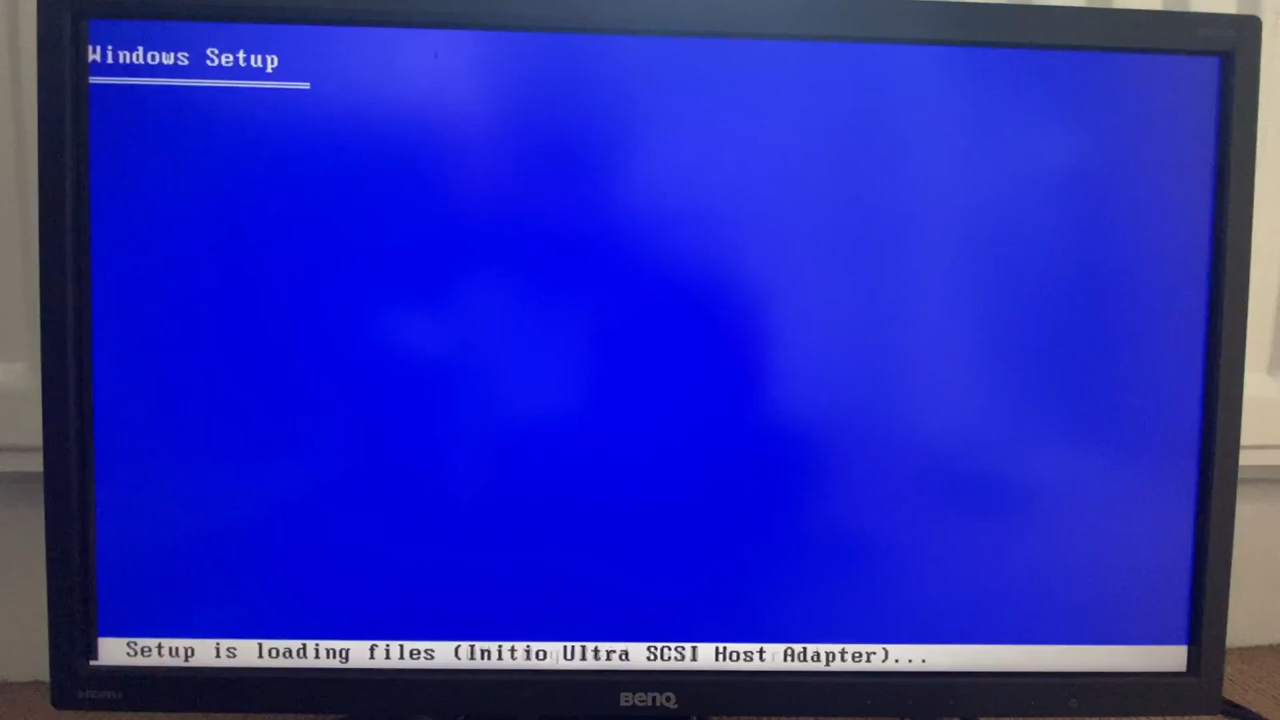 Windows Setup
Setup is loading files (Initio Ultra SCSI Host Adapter)...
BenQ